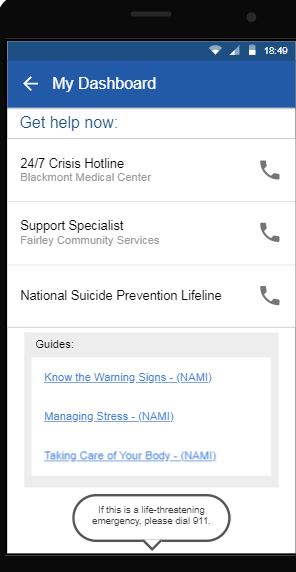 18:49
My Dashboard
Get help now:
24/7 Crisis Hotline
Blackmont Medical Center
Support Specialist
Fairley Community Services
National Suicide Prevention Lifeline
Guides:
Know the Warning Signs - (NAMI)
Managing Stress - (NAMI)
Taking Care of Your Body - (NAMI)
If this is a life-threatening
emergency, please dial 911.